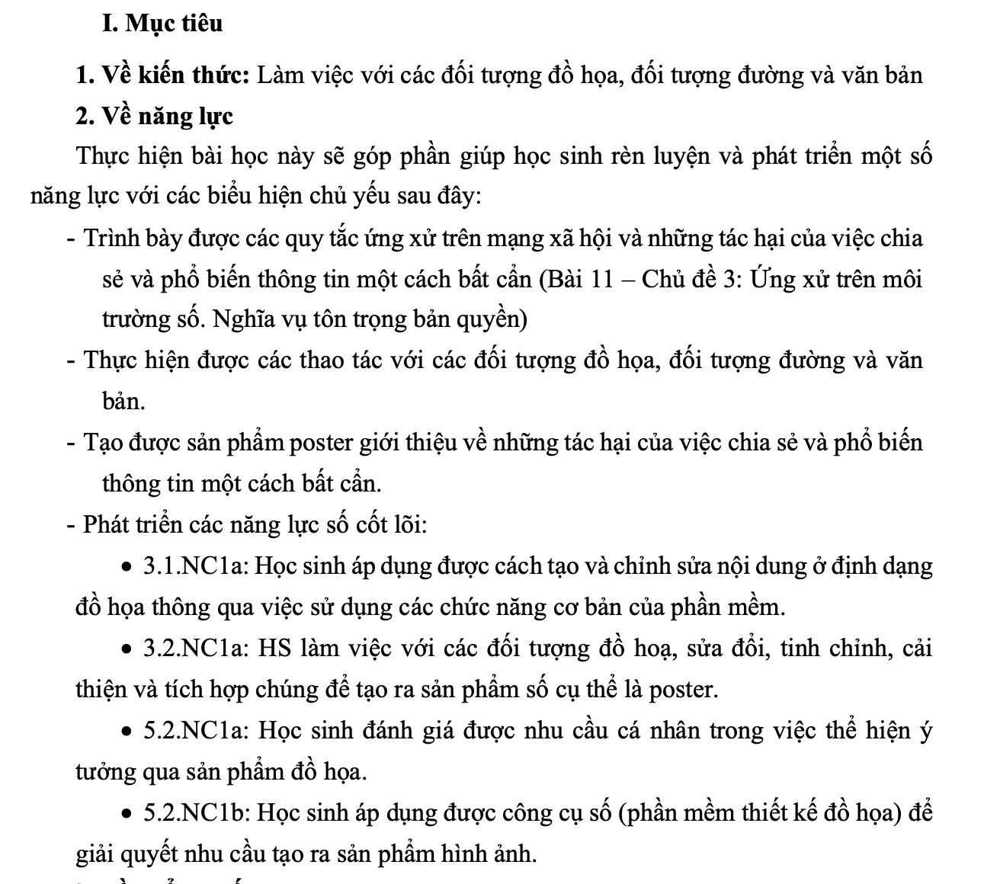 I. Mục tiêu
1. Về kiến thức: Làm việc với các đối tượng đồ họa, đối tượng đường và văn bản
2. Về năng lực
Thực hiện bài học này sẽ góp phần giúp học sinh rèn luyện và phát triển một số
năng lực với các biểu hiện chủ yếu sau đây:
- Trình bày được các quy tắc ứng xử trên mạng xã hội và những tác hại của việc chia
sẻ và phổ biến thông tin một cách bất cẩn (Bài 11 – Chủ đề 3: Ứng xử trên môi
trường số. Nghĩa vụ tôn trọng bản quyền)
- Thực hiện được các thao tác với các đối tượng đồ họa, đối tượng đường và văn
bản.
- Tạo được sản phẩm poster giới thiệu về những tác hại của việc chia sẻ và phổ biến
thông tin một cách bất cẩn.
- Phát triển các năng lực số cốt lõi:
• 3.1.NC1a: Học sinh áp dụng được cách tạo và chỉnh sửa nội dung ở định dạng
đồ họa thông qua việc sử dụng các chức năng cơ bản của phần mềm.
• 3.2.NC1a: HS làm việc với các đối tượng đồ hoạ, sửa đổi, tinh chỉnh, cải
thiện và tích hợp chúng để tạo ra sản phẩm số cụ thể là poster.
• 5.2.NC1a: Học sinh đánh giá được nhu cầu cá nhân trong việc thể hiện ý
tưởng qua sản phẩm đồ họa.
• 5.2.NC1b: Học sinh áp dụng được công cụ số (phần mềm thiết kế đồ họa) để
giải quyết nhu cầu tạo ra sản phẩm hình ảnh.